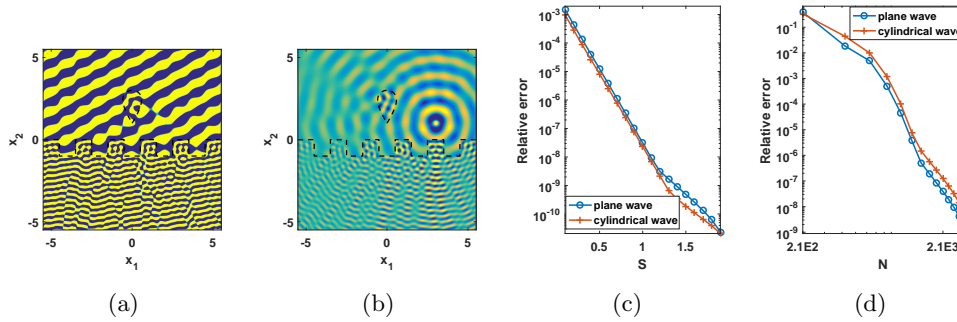 5
0
-5
x2
-5
0
5
x1
(a)
5
0
-5
x2
-5
0
5
x1
(b)
Relative error
10-3
10-4
10-5
10-6
10-7
10-8
10-9
10-10
plane wave
cylindrical wave
0.5
1
1.5
S
(c)
Relative error
100
10-1
10-2
10-3
10-4
10-5
10-6
10-7
10-8
10-9
plane wave
cylindrical wave
2.1E2
2.1E3
N
(d)